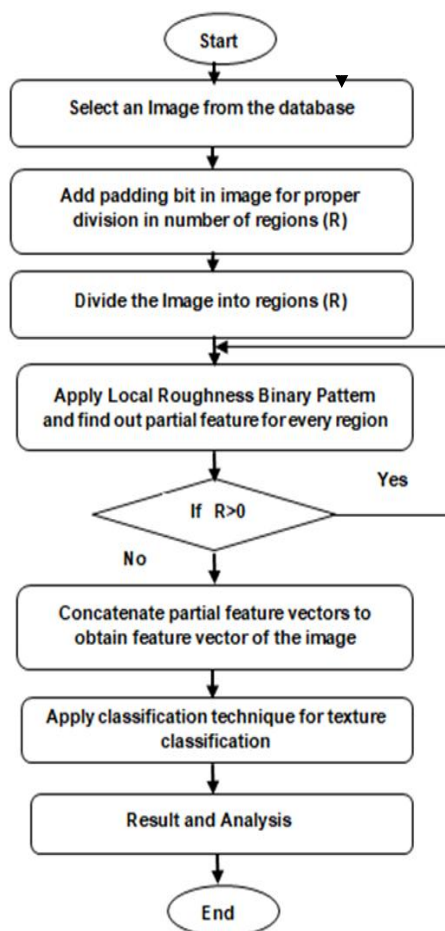 Start
Select an Image from the database
Add padding bit in image for proper
division in number of regions (R)
Divide the Image into regions (R)
Apply Local Roughness Binary Pattern
and find out partial feature for every region
If R>0
Yes
No
Concatenate partial feature vectors to
obtain feature vector of the image
Apply classification technique for texture
classification
Result and Analysis
End